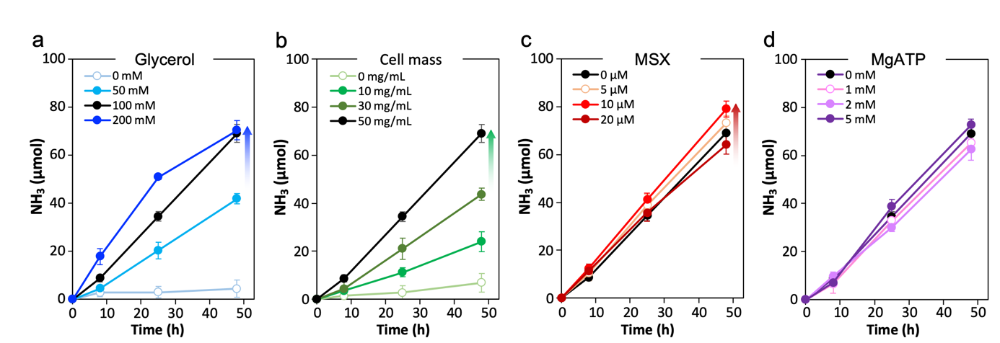 a
Glycerol
100
80
60
40
20
0
NH₃ (µmol)
0 mM
50 mM
100 mM
200 mM
0 10 20 30 40 50
Time (h)
b
Cell mass
100
80
60
40
20
0
NH₃ (µmol)
0 mg/mL
10 mg/mL
30 mg/mL
50 mg/mL
0 10 20 30 40 50
Time (h)
c
MSX
100
80
60
40
20
0
NH₃ (µmol)
0 µM
5 µM
10 µM
20 µM
0 10 20 30 40 50
Time (h)
d
MgATP
100
80
60
40
20
0
NH₃ (µmol)
0 mM
1 mM
2 mM
5 mM
0 10 20 30 40 50
Time (h)